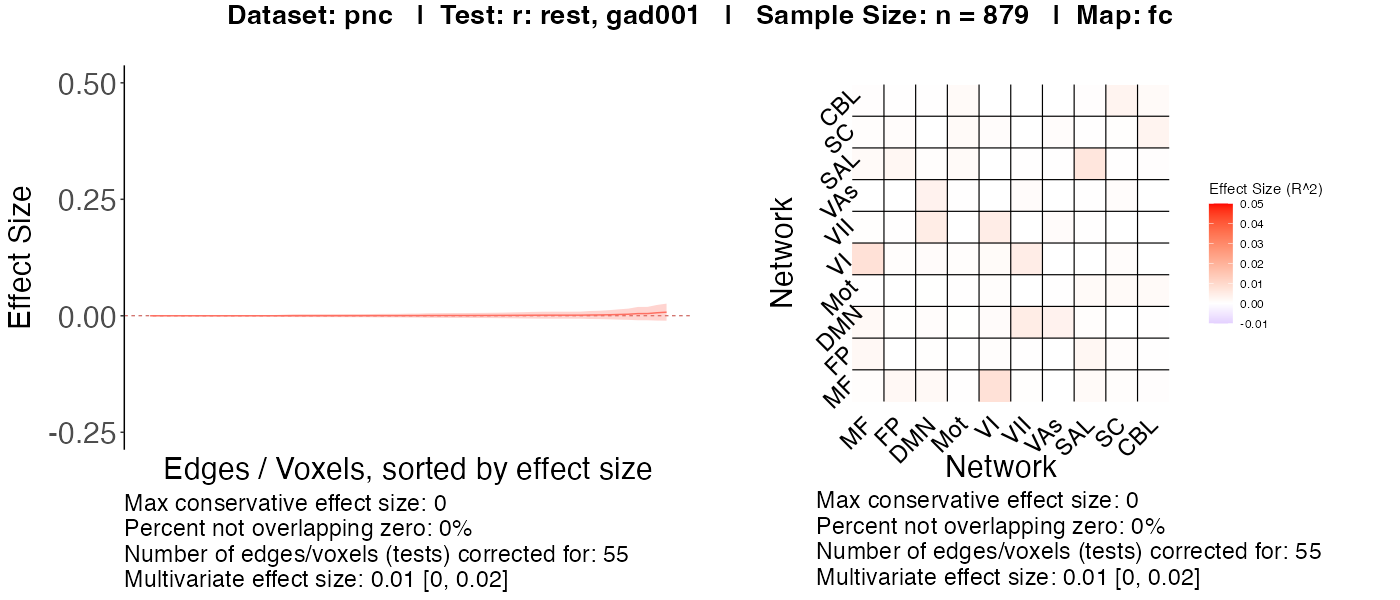 Dataset: pnc | Test: r: rest, gad001 | Sample Size: n = 879 | Map: fc
Effect Size
0.50
0.25
0.00
-0.25
Edges / Voxels, sorted by effect size
Max conservative effect size: 0
Percent not overlapping zero: 0%
Number of edges/voxels (tests) corrected for: 55
Multivariate effect size: 0.01 [0, 0.02]
Network
CBL
SC
SAL
VAs
VII
VI
Mot
DMN
FP
MF
MF FP DMN Mot VI VII VAs SAL SC CBL
Network
Effect Size (R^2)
0.05
0.04
0.03
0.02
0.01
0.00
-0.01
Max conservative effect size: 0
Percent not overlapping zero: 0%
Number of edges/voxels (tests) corrected for: 55
Multivariate effect size: 0.01 [0, 0.02]